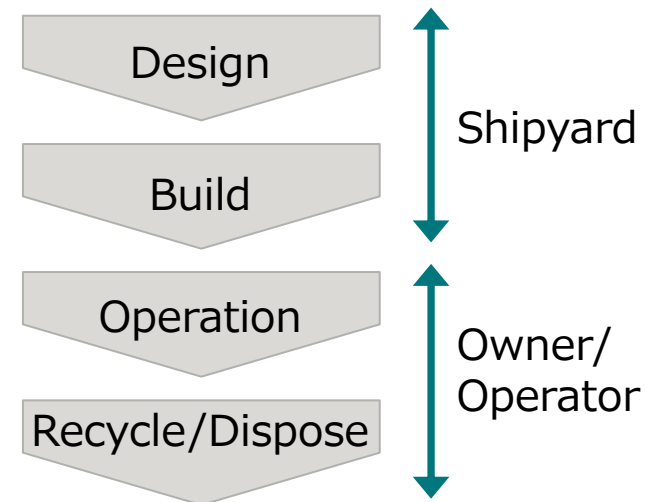 Design
Shipyard
Build
Operation
Owner/
Operator
Recycle/Dispose